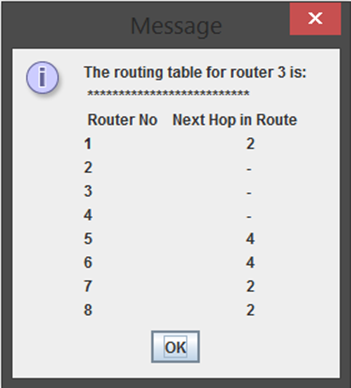 Message
The routing table for router 3 is:
**************************
Router No Next Hop in Route
1 2
2 -
3 -
4 -
5 4
6 4
7 2
8 2
OK